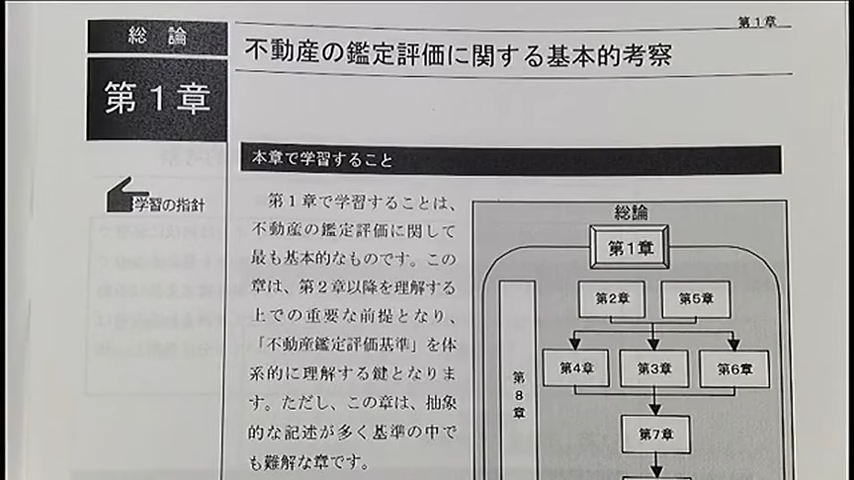 第1章
総論
第1章
不動産の鑑定評価に関する基本的考察
本章で学習すること
学習の指針
第1章で学習することは、
不動産の鑑定評価に関して
最も基本的なものです。この
章は、第2章以降を理解する
上での重要な前提となり、
「不動産鑑定評価基準」を体
系的に理解する鍵となりま
す。ただし、この章は、抽象
的な記述が多く基準の中で
も難解な章です。
総論
第1章
第2章
第5章
第4章
第3章
第6章
第8章
第7章